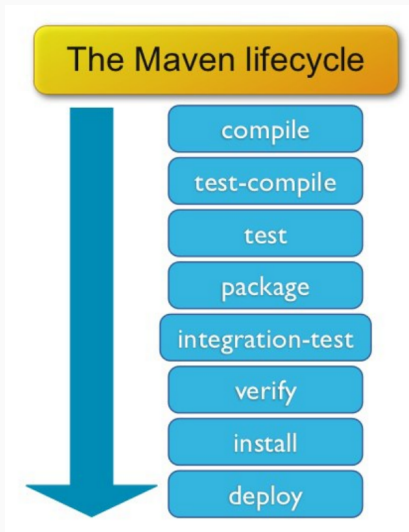 The Maven lifecycle
compile
test-compile
test
package
integration-test
verify
install
deploy